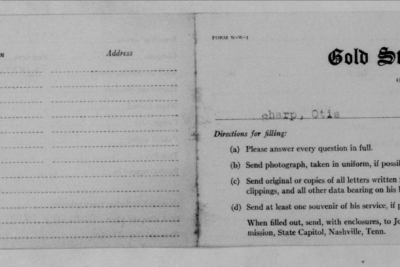 Address
FORM W-W-1
Gold St
Sharp, Otis
Directions for filling:
(a) Please answer every question in full.
(b) Send photograph, taken in uniform, if possi
(c) Send original or copies of all letters written
clippings, and all other data bearing on his
(d) Send at least one souvenir of his service, if p
When filled out, send, with enclosures, to Jo
mission, State Capitol, Nashville, Tenn.